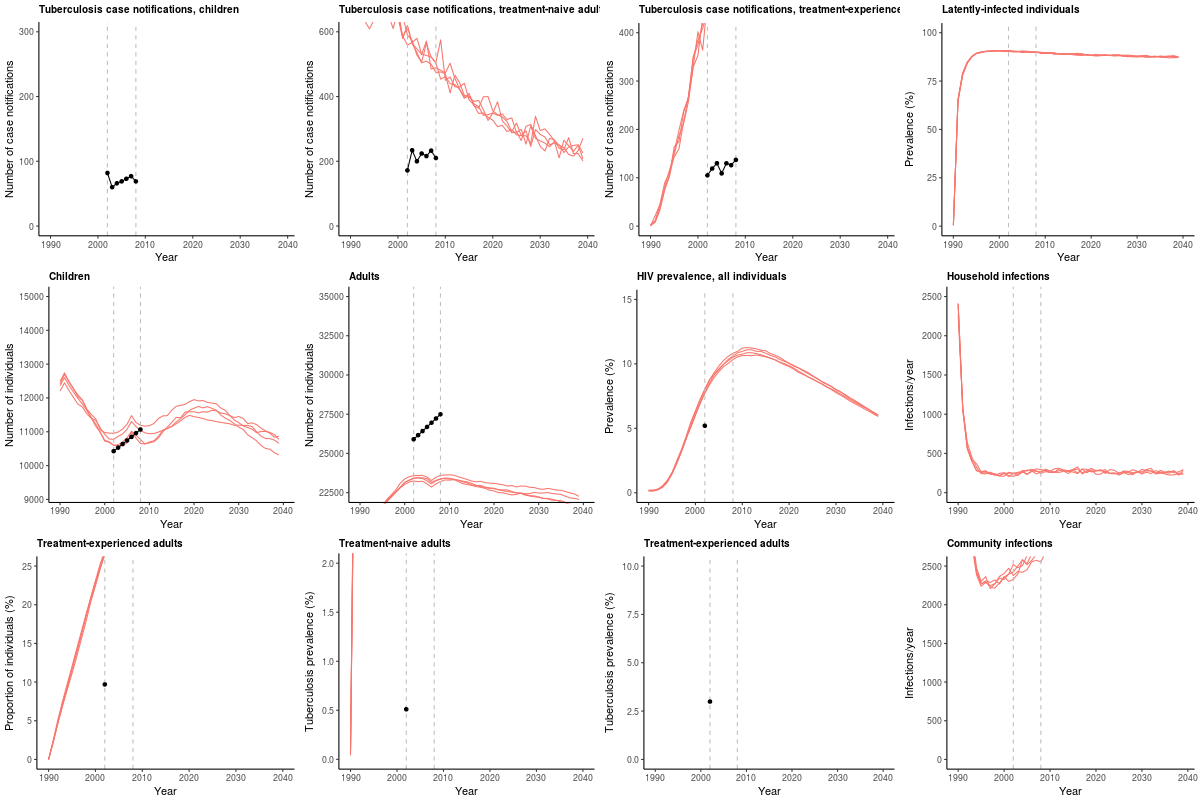 Tuberculosis case notifications, children
Number of case notifications
300
200
100
0
1990 2000 2010 2020 2030 2040
Year
Tuberculosis case notifications, treatment-naive adult
Number of case notifications
600
400
200
0
1990 2000 2010 2020 2030 2040
Year
Tuberculosis case notifications, treatment-experience
Number of case notifications
400
300
200
100
0
1990 2000 2010 2020 2030 2040
Year
Latently-infected individuals
Prevalence (%)
100
75
50
25
0
1990 2000 2010 2020 2030 2040
Year
Children
Number of individuals
15000
14000
13000
12000
11000
10000
9000
1990 2000 2010 2020 2030 2040
Year
Adults
Number of individuals
35000
32500
30000
27500
25000
22500
1990 2000 2010 2020 2030 2040
Year
HIV prevalence, all individuals
Prevalence (%)
15
10
5
0
1990 2000 2010 2020 2030 2040
Year
Household infections
Infections/year
2500
2000
1500
1000
500
0
1990 2000 2010 2020 2030 2040
Year
Treatment-experienced adults
Proportion of individuals (%)
25
20
15
10
5
0
1990 2000 2010 2020 2030 2040
Year
Treatment-naive adults
Tuberculosis prevalence (%)
2.0
1.5
1.0
0.5
0.0
1990 2000 2010 2020 2030 2040
Year
Treatment-experienced adults
Tuberculosis prevalence (%)
10.0
7.5
5.0
2.5
0.0
1990 2000 2010 2020 2030 2040
Year
Community infections
Infections/year
2500
2000
1500
1000
500
0
1990 2000 2010 2020 2030 2040
Year